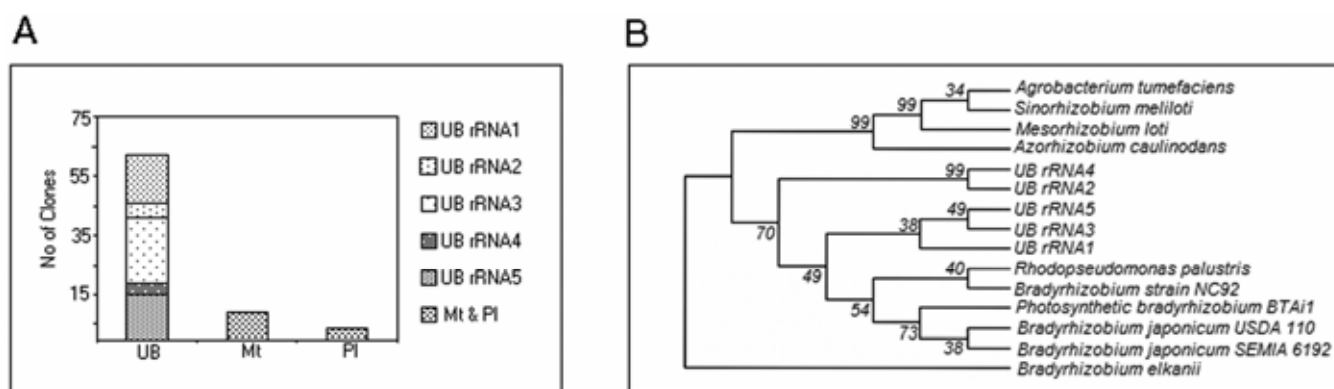 A
No of Clones
75
55
35
15
UB
Mt
Pl
UB rRNA1
UB rRNA2
UB rRNA3
UB rRNA4
UB rRNA5
Mt & Pl
B
34
99
99
99
49
38
70
49
40
54
73
38
Agrobacterium tumefaciens
Sinorhizobium meliloti
Mesorhizobium loti
Azorhizobium caulinodans
UB rRNA4
UB rRNA2
UB rRNA5
UB rRNA3
UB rRNA1
Rhodopseudomonas palustris
Bradyrhizobium strain NC92
Photosynthetic bradyrhizobium BTAi1
Bradyrhizobium japonicum USDA 110
Bradyrhizobium japonicum SEMIA 6192
Bradyrhizobium elkanii